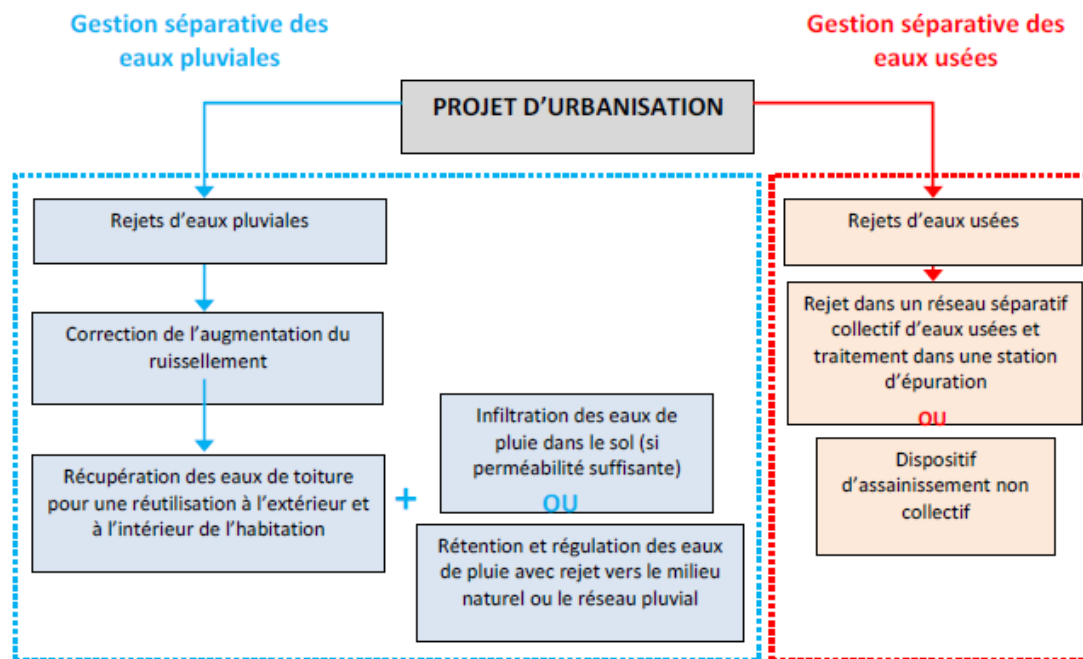 Gestion séparative des
eaux pluviales
Gestion séparative des
eaux usées
PROJET D'URBANISATION
Rejets d'eaux pluviales
Correction de l'augmentation du
ruissellement
Récupération des eaux de toiture
pour une réutilisation à l'extérieur et
à l'intérieur de l'habitation
+
Infiltration des eaux de
pluie dans le sol (si
perméabilité suffisante)
OU
Rétention et régulation des eaux
de pluie avec rejet vers le milieu
naturel ou le réseau pluvial
Rejets d'eaux usées
Rejet dans un réseau séparatif
collectif d'eaux usées et
traitement dans une station
d'épuration
OU
Dispositif
d'assainissement non
collectif